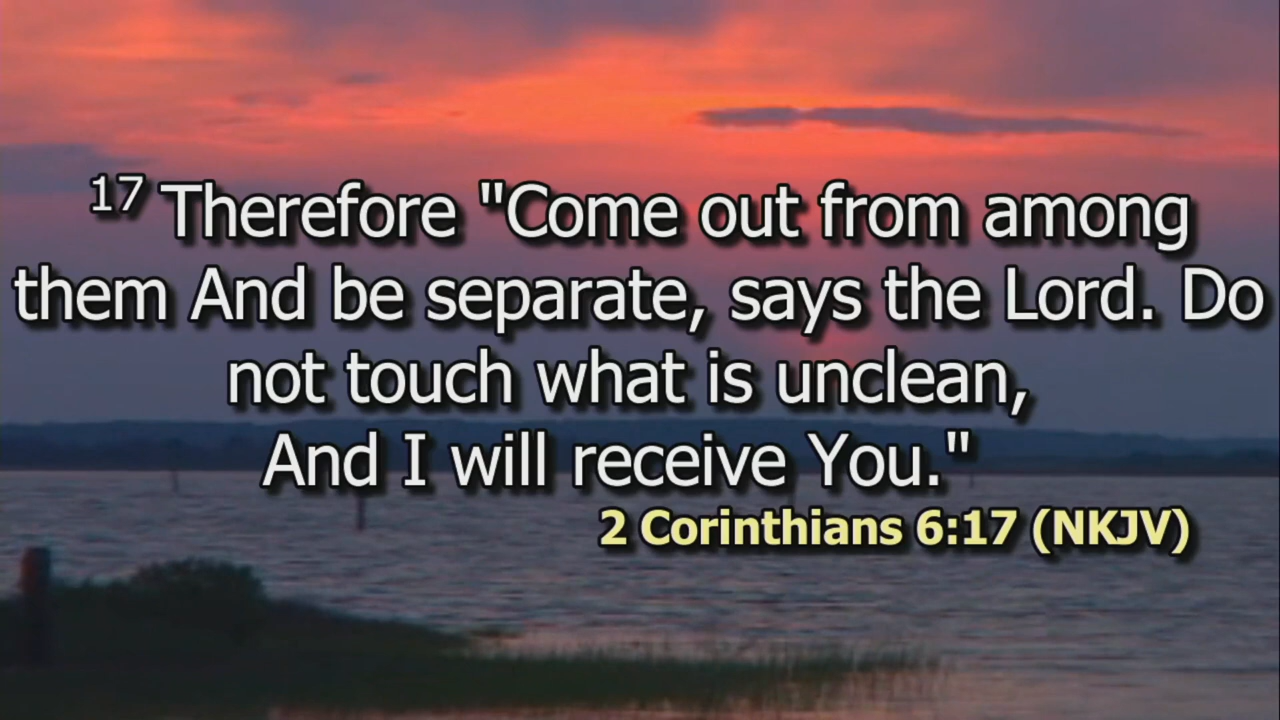 17 Therefore "Come out from among
them And be separate, says the Lord. Do
not touch what is unclean,
And I will receive You."
2 Corinthians 6:17 (NKJV)